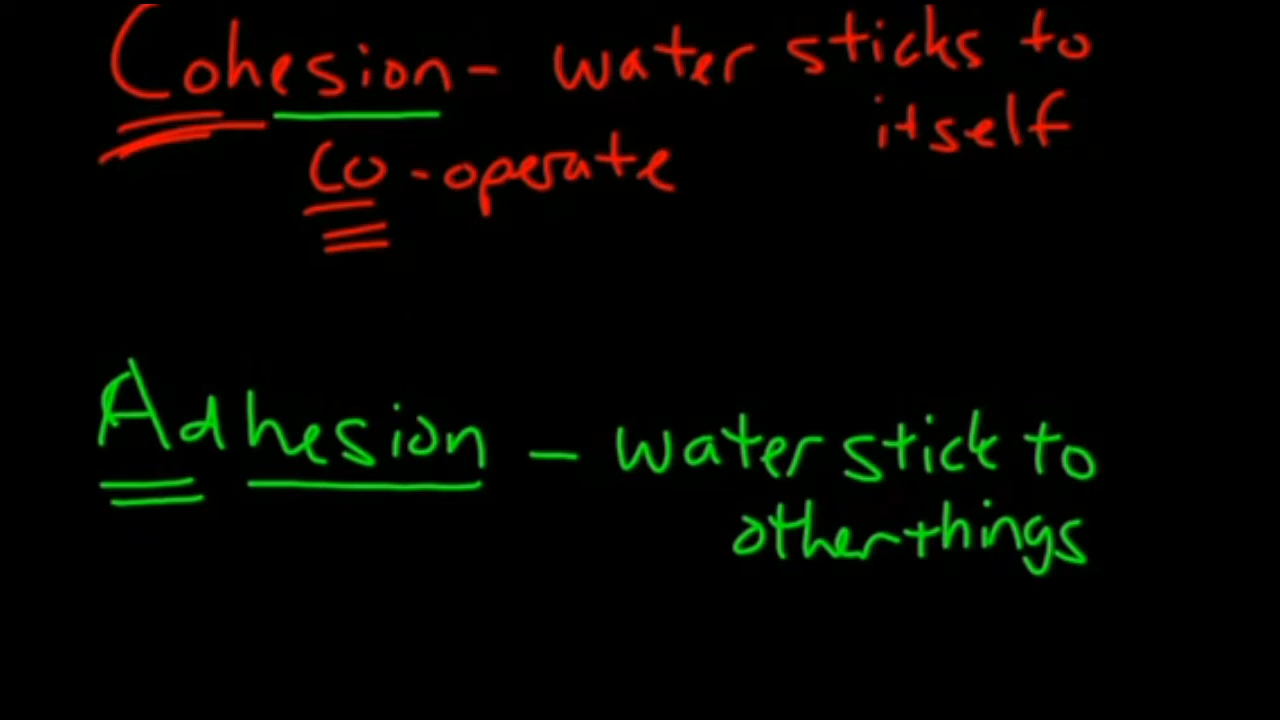 Cohesion - water sticks to
itself
co-operate
Adhesion - water stick to
other things